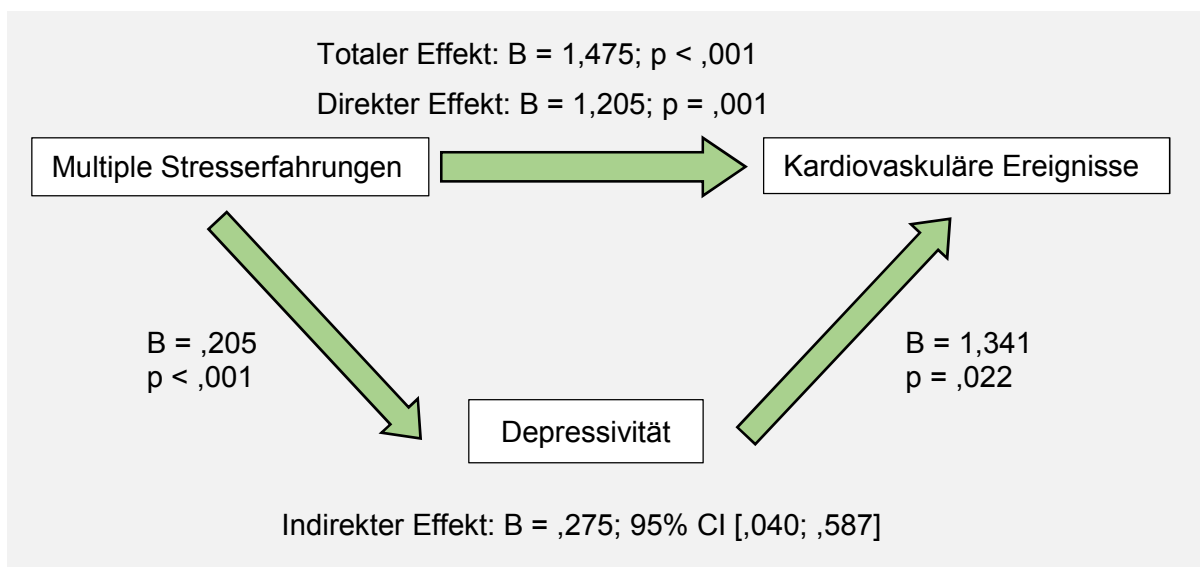 Totaler Effekt: B = 1,475; p < ,001
Direkter Effekt: B = 1,205; p = ,001
Multiple Stresserfahrungen
Kardiovaskuläre Ereignisse
B = ,205
p < ,001
B = 1,341
p = ,022
Depressivität
Indirekter Effekt: B = ,275; 95% CI [,040; ,587]